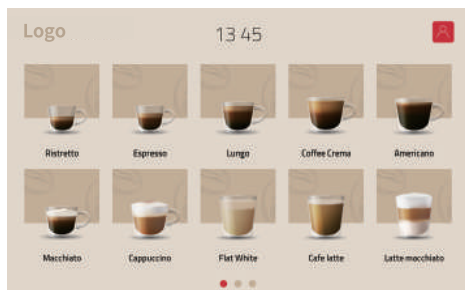 Logo
13 45
Ristretto Espresso Lungo Coffee Crema Americano
Macchiato Cappuccino Flat White Cafe latte Latte macchiato